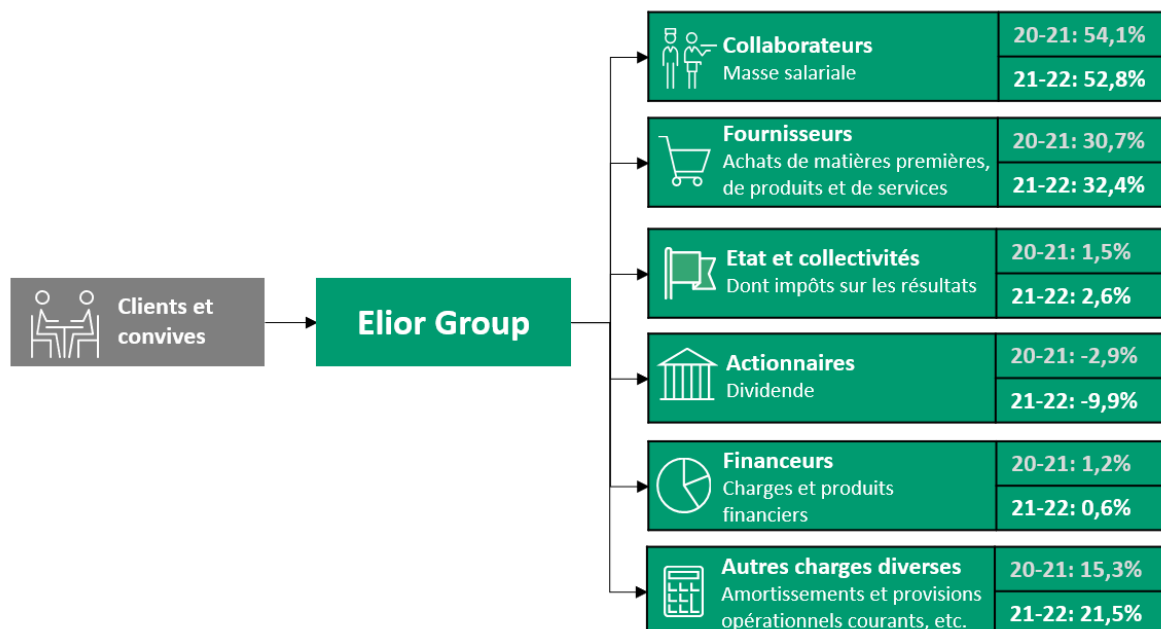 Clients et
convives
Elior Group
Collaborateurs
Masse salariale
20-21: 54,1%
21-22: 52,8%
Fournisseurs
Achats de matières premières,
de produits et de services
20-21: 30,7%
21-22: 32,4%
Etat et collectivités
Dont impôts sur les résultats
20-21: 1,5%
21-22: 2,6%
Actionnaires
Dividende
20-21: -2,9%
21-22: -9,9%
Financeurs
Charges et produits
financiers
20-21: 1,2%
21-22: 0,6%
Autres charges diverses
Amortissements et provisions
opérationnels courants, etc.
20-21: 15,3%
21-22: 21,5%